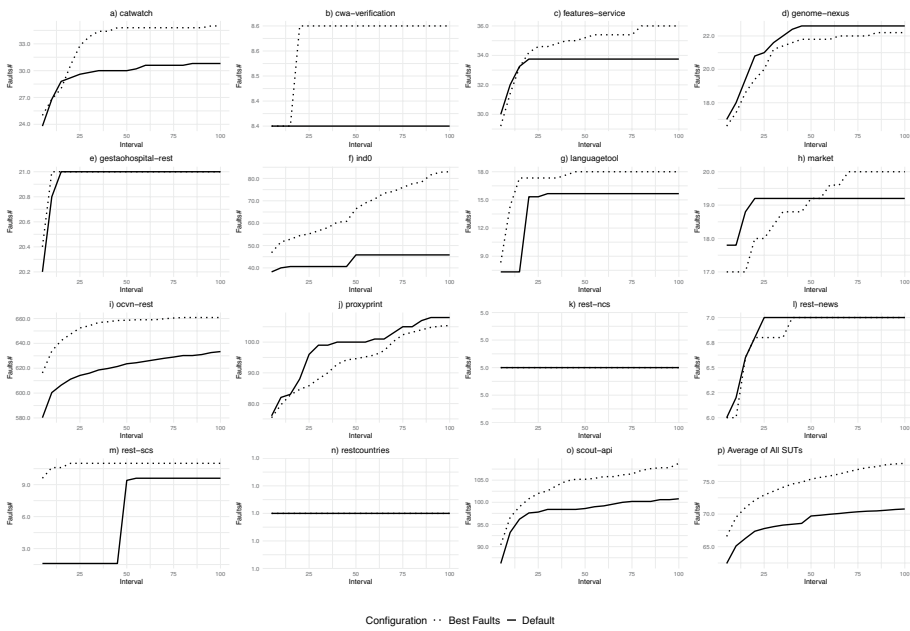 a) catwatch
Faults#
33.0
30.0
27.0
24.0
25
50
75
100
Interval
b) cwa−verification
Faults#
8.6
8.6
8.5
8.4
8.4
25
50
75
100
Interval
c) features−service
Faults#
36.0
34.0
32.0
30.0
25
50
75
100
Interval
d) genome−nexus
Faults#
22.0
20.0
18.0
25
50
75
100
Interval
e) gestaohospital−rest
Faults#
21.0
20.8
20.6
20.4
20.2
25
50
75
100
Interval
f) ind0
Faults#
80.0
70.0
60.0
50.0
40.0
25
50
75
100
Interval
g) languagetool
Faults#
18.0
15.0
12.0
9.0
25
50
75
100
Interval
h) market
Faults#
20.0
19.0
18.0
17.0
25
50
75
100
Interval
i) ocvn−rest
Faults#
660.0
640.0
620.0
600.0
580.0
25
50
75
100
Interval
j) proxyprint
Faults#
100.0
90.0
80.0
25
50
75
100
Interval
k) rest−ncs
Faults#
5.0
5.0
5.0
5.0
5.0
25
50
75
100
Interval
l) rest−news
Faults#
7.0
6.8
6.5
6.2
6.0
25
50
75
100
Interval
m) rest−scs
Faults#
9.0
6.0
3.0
25
50
75
100
Interval
n) restcountries
Faults#
1.0
1.0
1.0
1.0
1.0
25
50
75
100
Interval
o) scout−api
Faults#
105.0
100.0
95.0
90.0
25
50
75
100
Interval
p) Average of All SUTs
Faults#
75.0
70.0
65.0
25
50
75
100
Interval
Configuration Best Faults Default